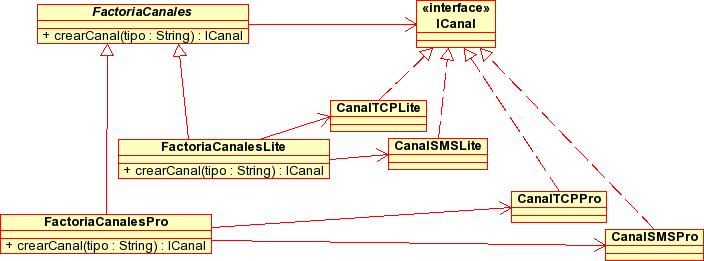 FactoriaCanales
+ crearCanal(tipo : String) : ICanal
«interface»
ICanal
CanalTCPLite
FactoriaCanalesLite
+ crearCanal(tipo : String) : ICanal
CanalSMSLite
CanalTCPPro
FactoriaCanalesPro
+ crearCanal(tipo : String) : ICanal
CanalSMSPro